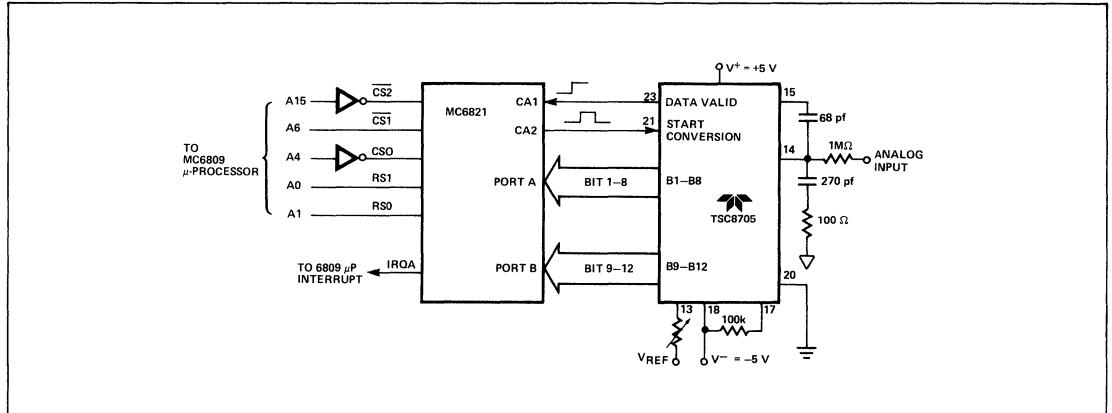 TO
MC6809
μ-PROCESSOR
A15
CS2
A6
CS1
A4
CSO
A0
RS1
A1
RS0
TO 6809 μP
INTERRUPT
IRQA
MC6821
CA1
CA2
PORT A
PORT B
BIT 1–8
BIT 9–12
V+ = +5 V
23 DATA VALID
21 START
CONVERSION
B1–B8
TSC8705
B9–B12
15
68 pf
14
1MΩ
ANALOG
INPUT
270 pf
100 Ω
20
13
18
17
100k
VREF
V− = −5 V